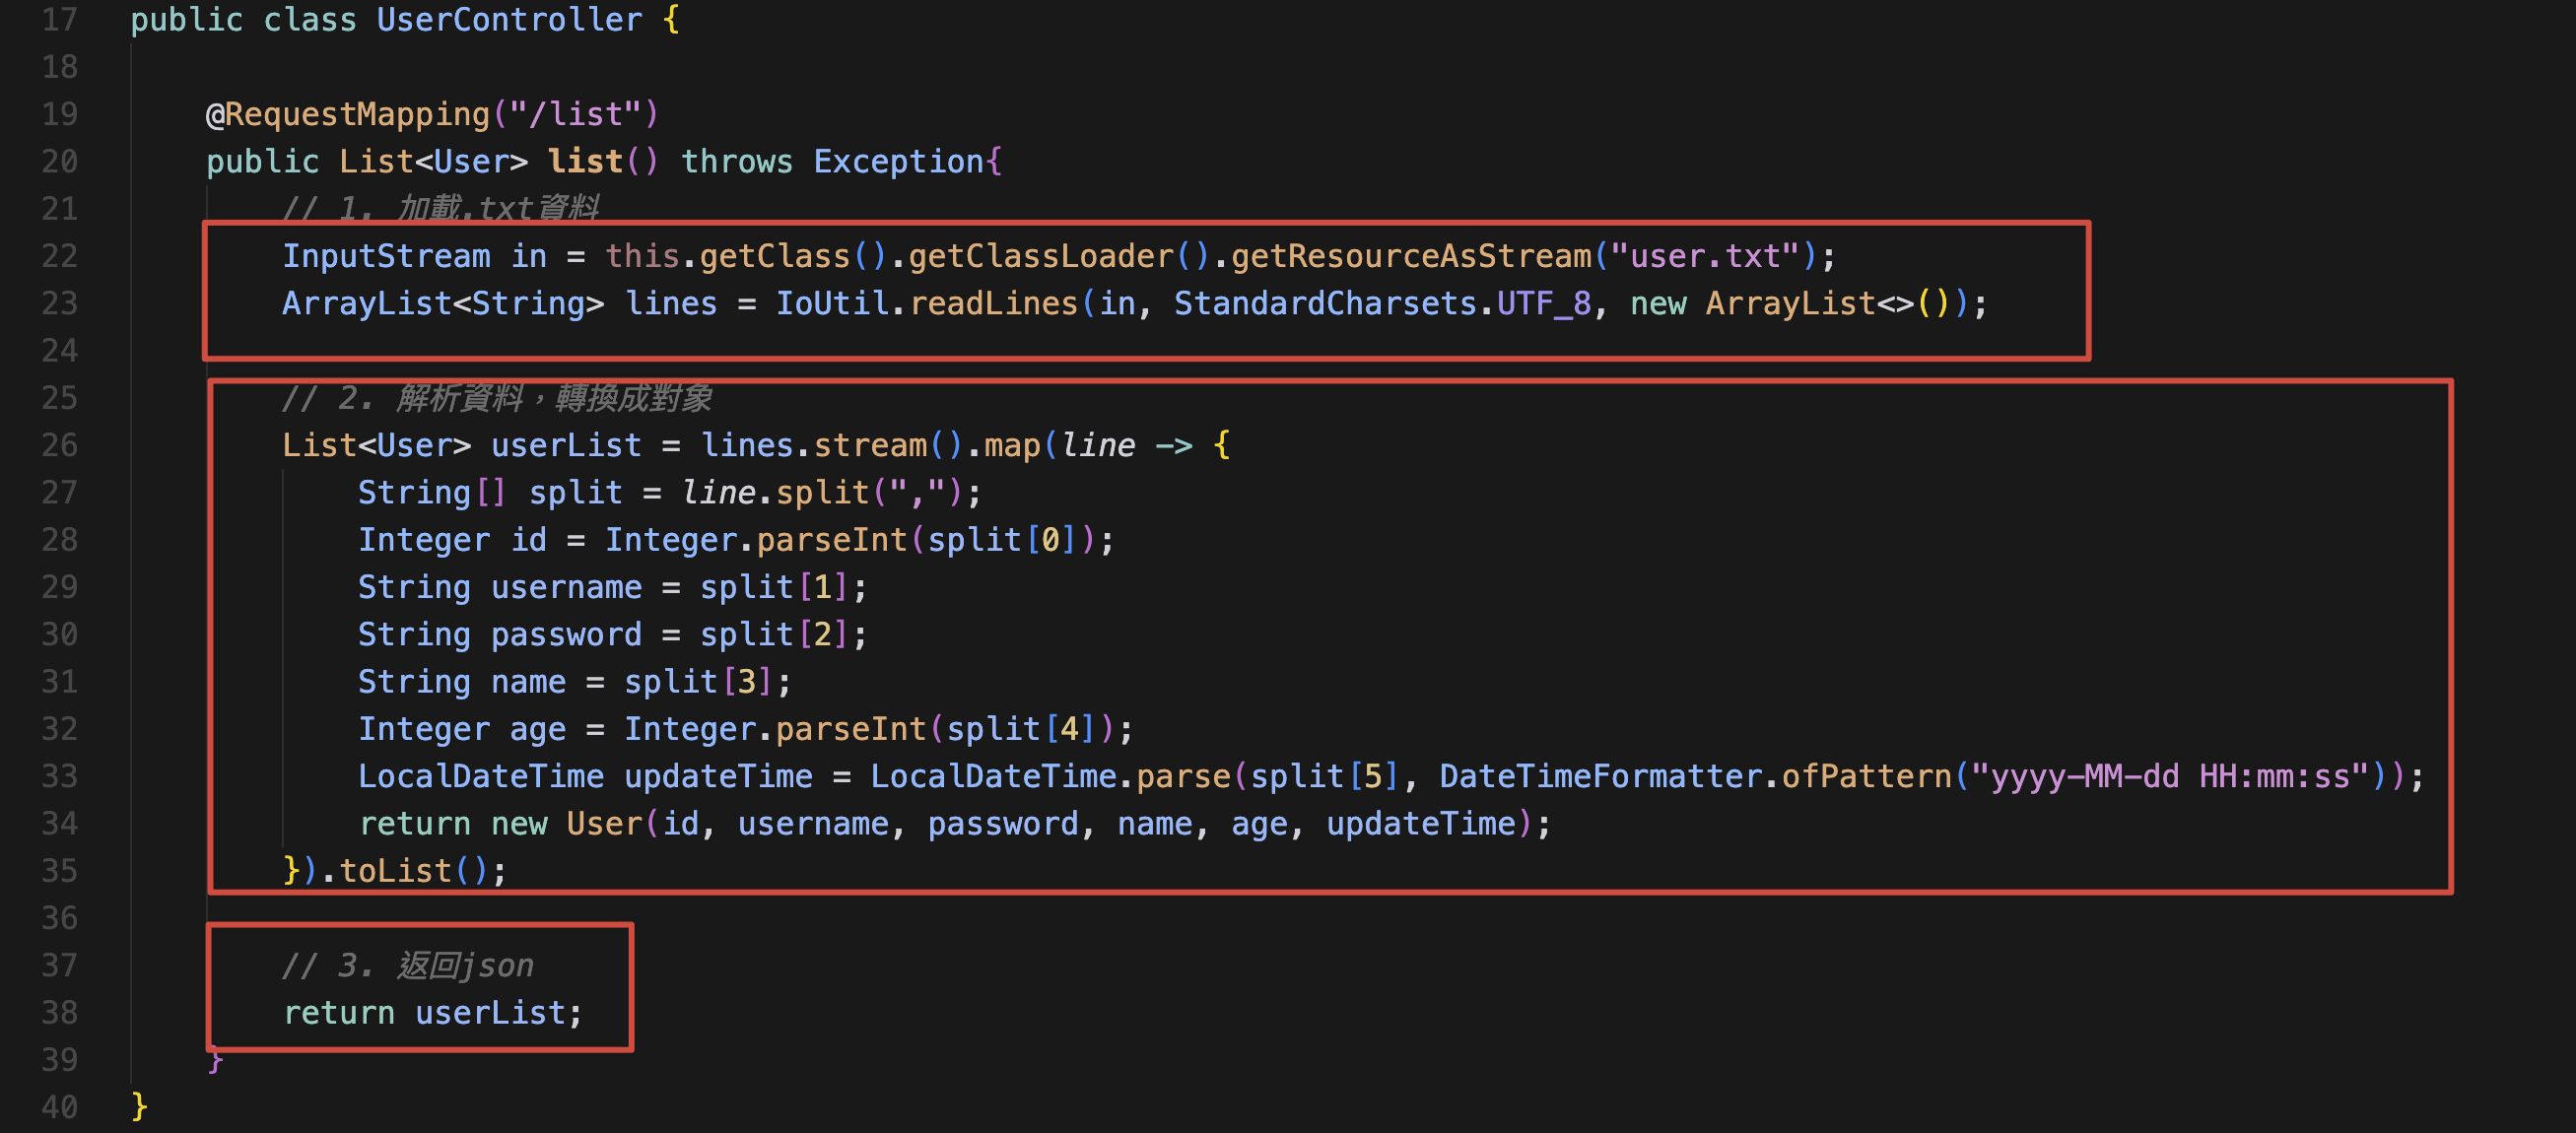 17 public class UserController {
18
19 @RequestMapping("/list")
20 public List<User> list() throws Exception{
21 // 1. 加載.txt資料
22 InputStream in = this.getClass().getClassLoader().getResourceAsStream("user.txt");
23 ArrayList<String> lines = IoUtil.readLines(in, StandardCharsets.UTF_8, new ArrayList<>());
24
25 // 2. 解析資料，轉換成對象
26 List<User> userList = lines.stream().map(line -> {
27 String[] split = line.split(",");
28 Integer id = Integer.parseInt(split[0]);
29 String username = split[1];
30 String password = split[2];
31 String name = split[3];
32 Integer age = Integer.parseInt(split[4]);
33 LocalDateTime updateTime = LocalDateTime.parse(split[5], DateTimeFormatter.ofPattern("yyyy-MM-dd HH:mm:ss"));
34 return new User(id, username, password, name, age, updateTime);
35 }).toList();
36
37 // 3. 返回json
38 return userList;
39 }
40 }